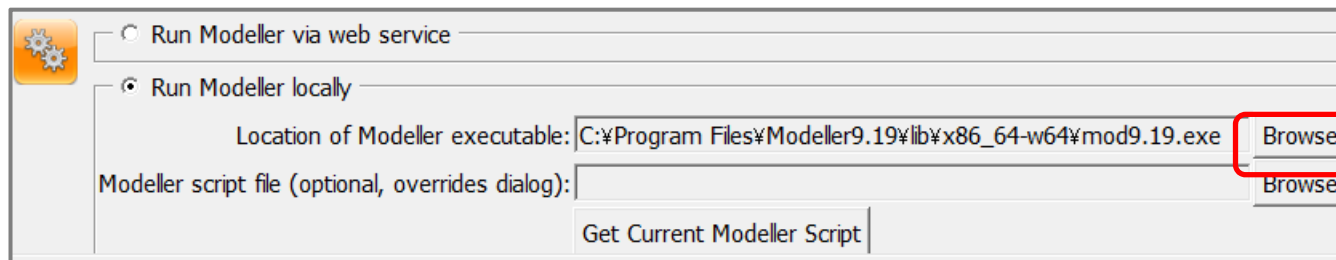 Run Modeller via web service
Run Modeller locally
Location of Modeller executable: C:¥Program Files¥Modeller9.19¥lib¥x86_64-w64¥mod9.19.exe Browse
Modeller script file (optional, overrides dialog): Browse
Get Current Modeller Script